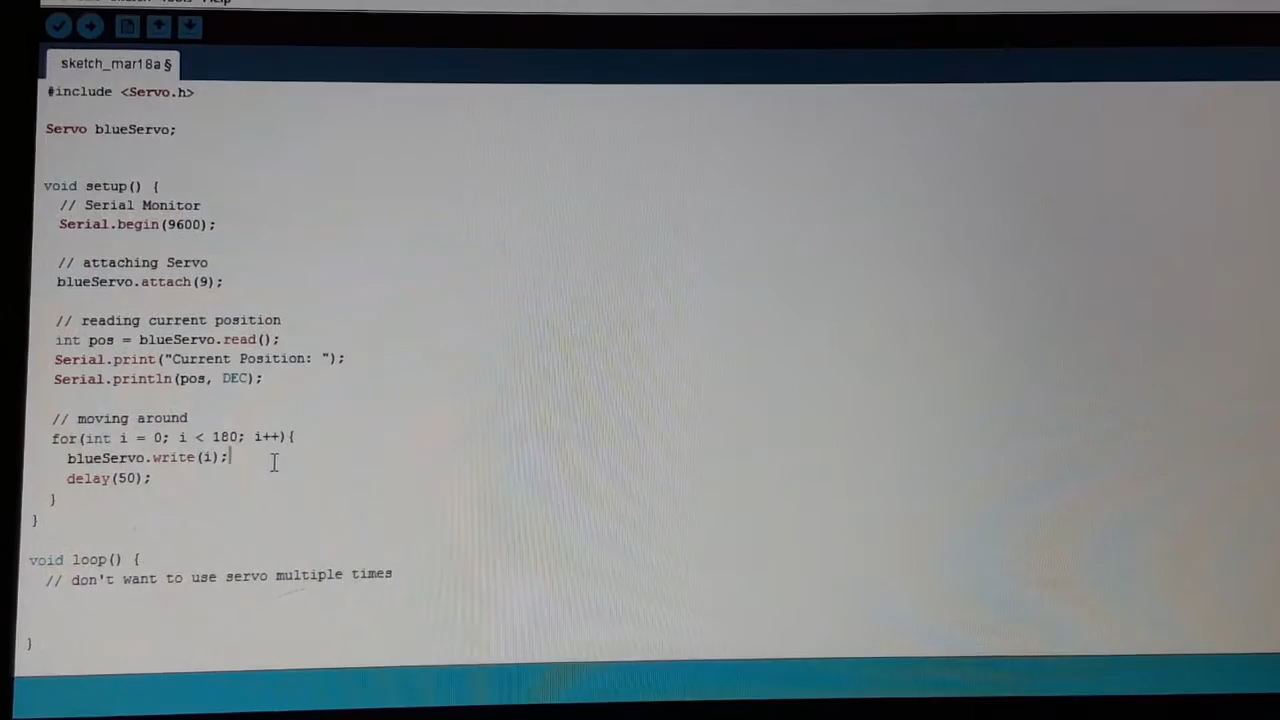 sketch_mar18a §
#include <Servo.h>
Servo blueServo;
void setup() {
// Serial Monitor
Serial.begin(9600);
// attaching Servo
blueServo.attach(9);
// reading current position
int pos = blueServo.read();
Serial.print("Current Position: ");
Serial.println(pos, DEC);
// moving around
for(int i = 0; i < 180; i++){
blueServo.write(i);
delay(50);
}
}
void loop() {
// don't want to use servo multiple times
}